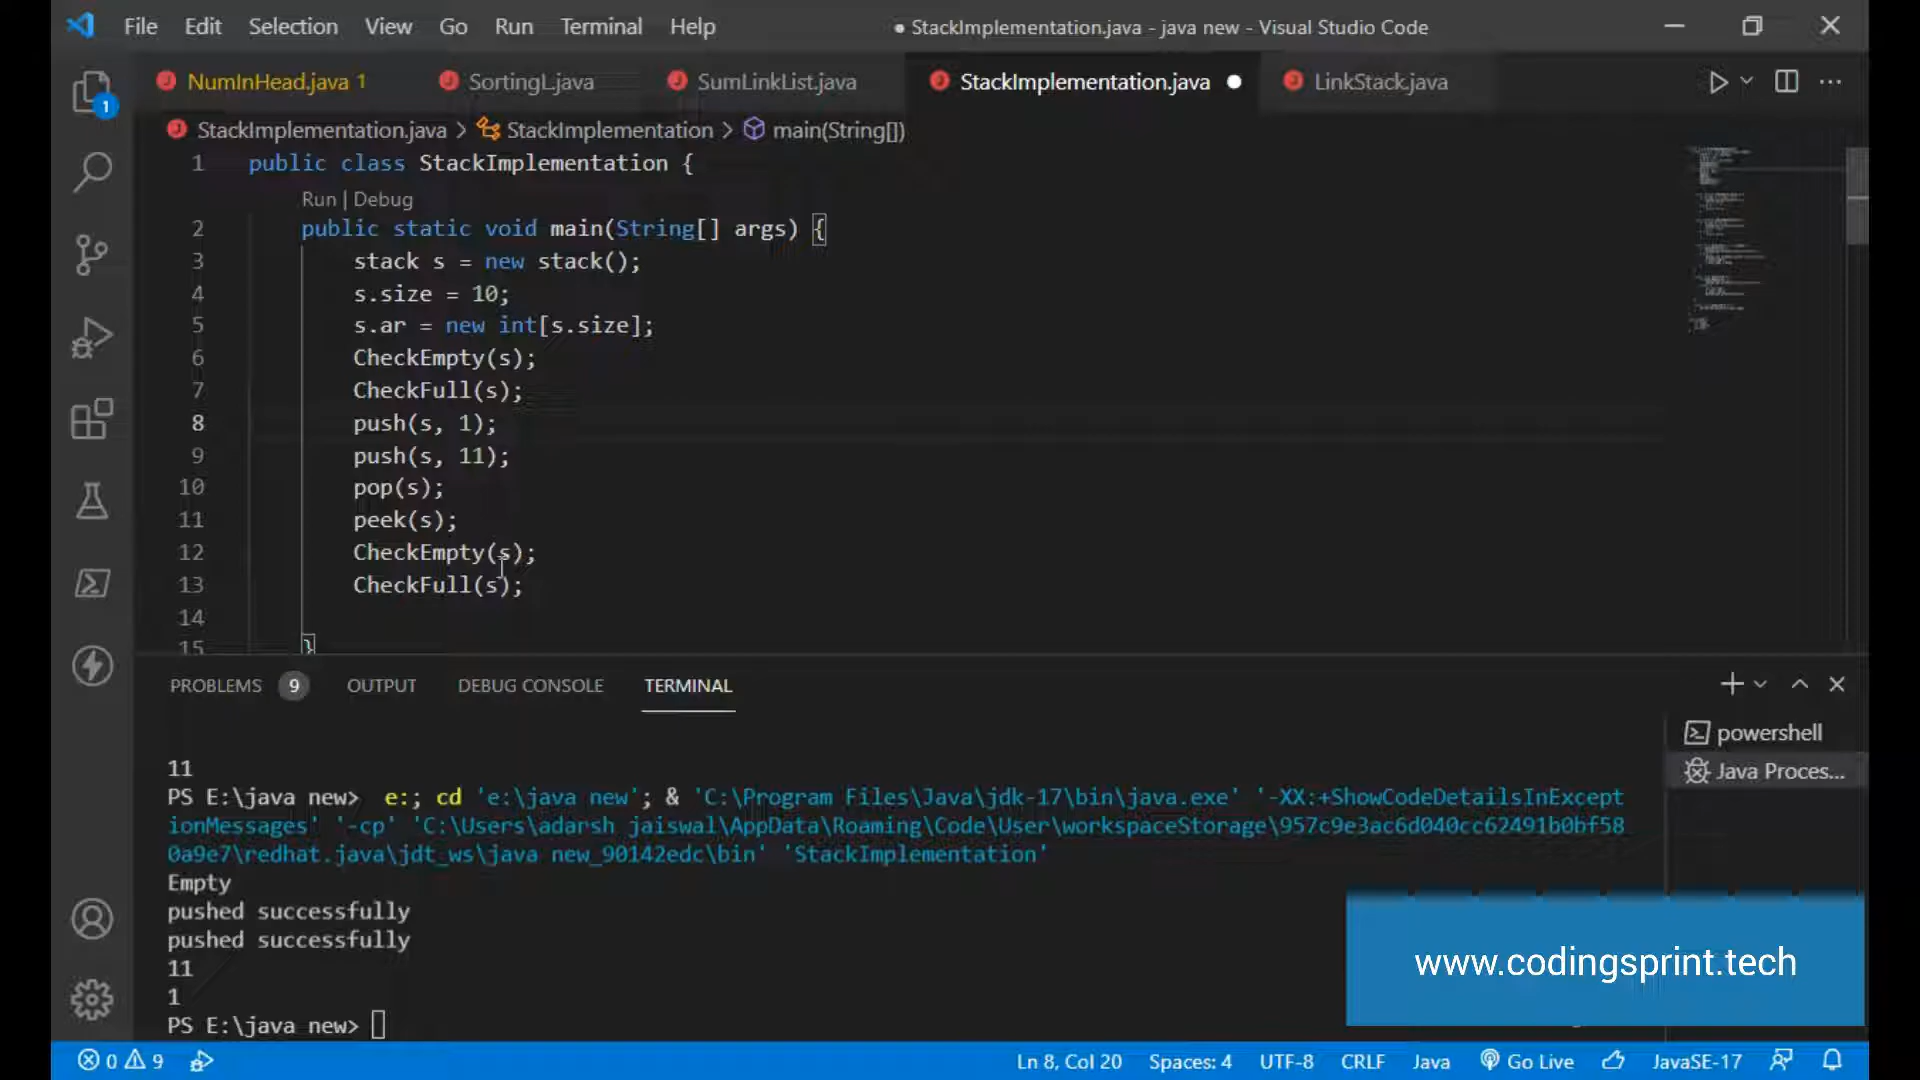 File Edit Selection View Go Run Terminal Help ● StackImplementation.java - java new - Visual Studio Code
NumInHead.java 1 SortingL.java SumLinkList.java StackImplementation.java LinkStack.java
StackImplementation.java > StackImplementation > main(String[])
1 public class StackImplementation {
Run | Debug
2 public static void main(String[] args) {
3 stack s = new stack();
4 s.size = 10;
5 s.ar = new int[s.size];
6 CheckEmpty(s);
7 CheckFull(s);
8 push(s, 1);
9 push(s, 11);
10 pop(s);
11 peek(s);
12 CheckEmpty(s);
13 CheckFull(s);
14
15 }
PROBLEMS 9 OUTPUT DEBUG CONSOLE TERMINAL
powershell
Java Proces...
11
PS E:\java new> e:; cd 'e:\java new'; & 'C:\Program Files\Java\jdk-17\bin\java.exe' '-XX:+ShowCodeDetailsInExcept
ionMessages' '-cp' 'C:\Users\adarsh jaiswal\AppData\Roaming\Code\User\workspaceStorage\957c9e3ac6d040cc62491b0bf58
0a9e7\redhat.java\jdt_ws\java new_90142edc\bin' 'StackImplementation'
Empty
pushed successfully
pushed successfully
11
1
PS E:\java new>
www.codingsprint.tech
1
0 9 Ln 8, Col 20 Spaces: 4 UTF-8 CRLF Java Go Live JavaSE-17